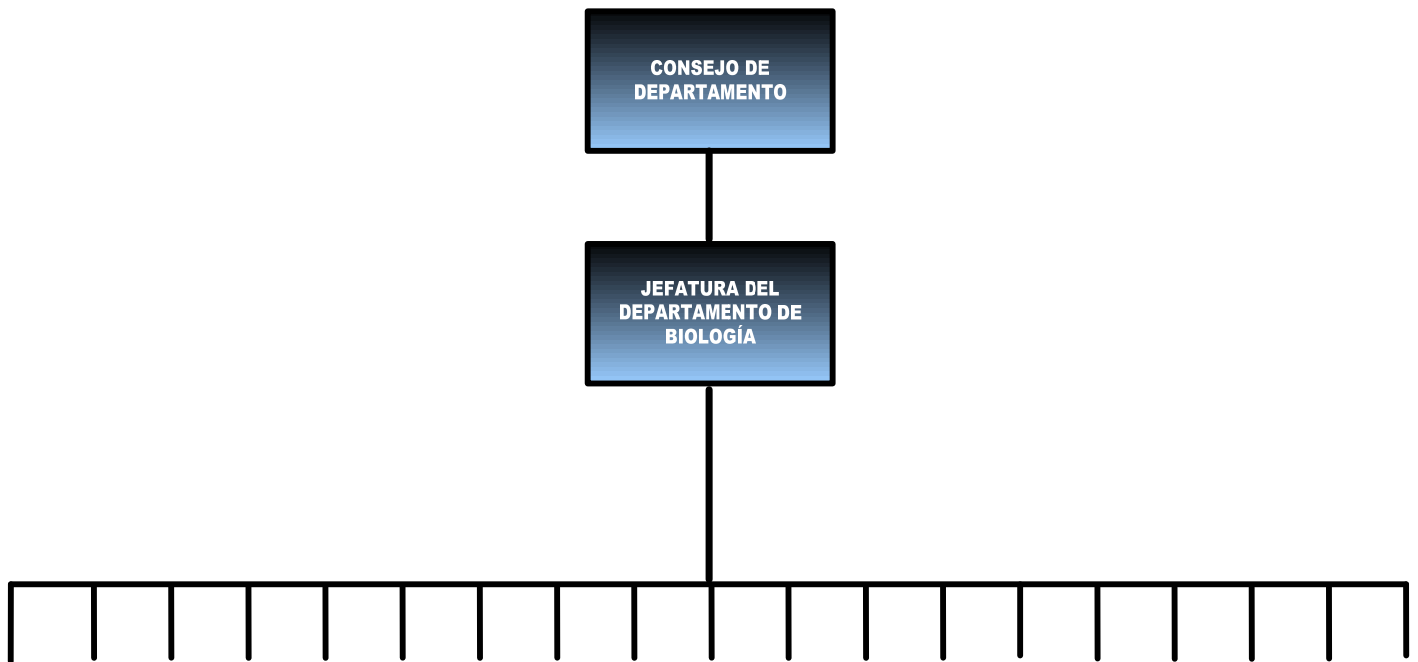 CONSEJO DE
DEPARTAMENTO
JEFATURA DEL
DEPARTAMENTO DE
BIOLOGÍA